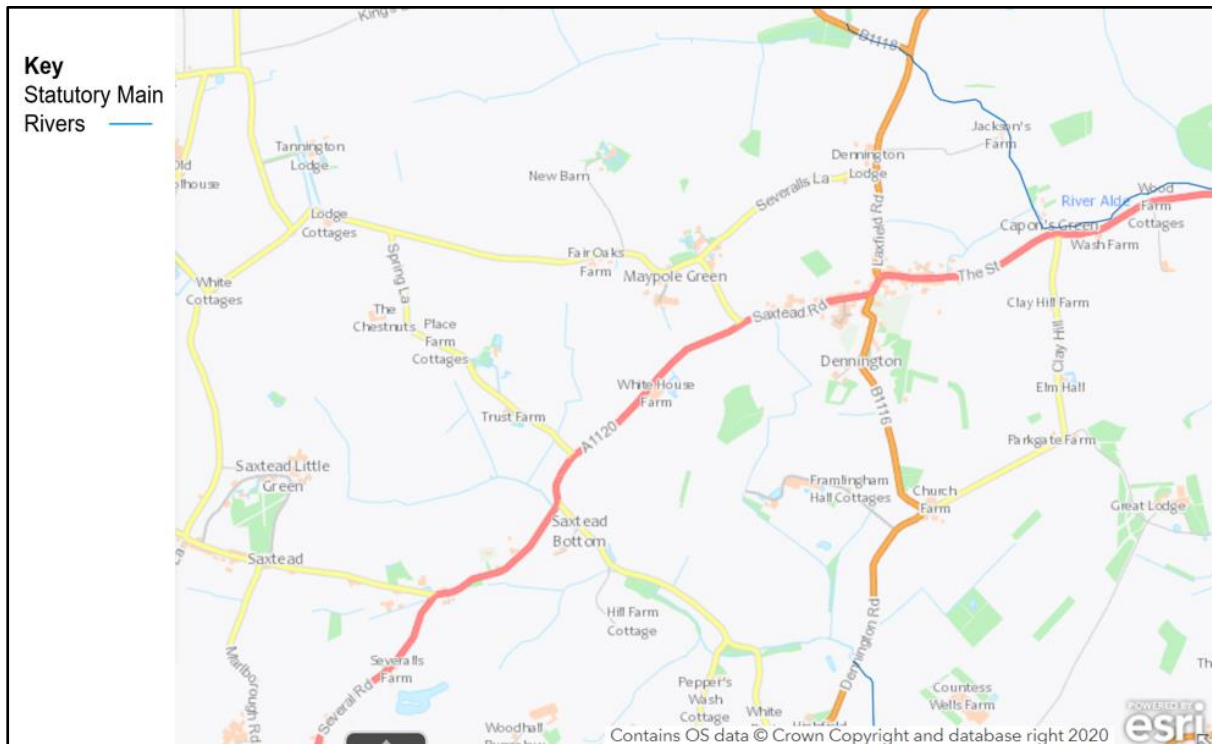 Key
Statutory Main
Rivers
B1118
Jackson's
Farm
Tannington
Lodge
Old
New Barn
Dennington
Lodge
Severalls La
Wood
Farm
Cottages
River Alde
Lodge
Cottages
Laxfield Rd
Capon's Green
Wash Farm
Spring La
Fair Oaks
Farm
Maypole Green
The St
White
Cottages
Clay Hill Farm
Saxtead Rd
The
Chestnuts
Place
Farm
Cottages
Clay Hill
Dennington
White House
Farm
Elm Hall
B1116
Trust Farm
A1120
Parkgate Farm
Saxtead Little
Green
Framlingham
Hall Cottages
Church
Farm
Great Lodge
Saxtead
Bottom
Saxtead
Hill Farm
Cottage
Dennington Rd
Marlborough Rd
Severalls
Farm
Several Rd
Pepper's
Wash
Cottage
White
Countess
Wells Farm
Woodhall
POWERED BY
esri
Contains OS data © Crown Copyright and database right 2020